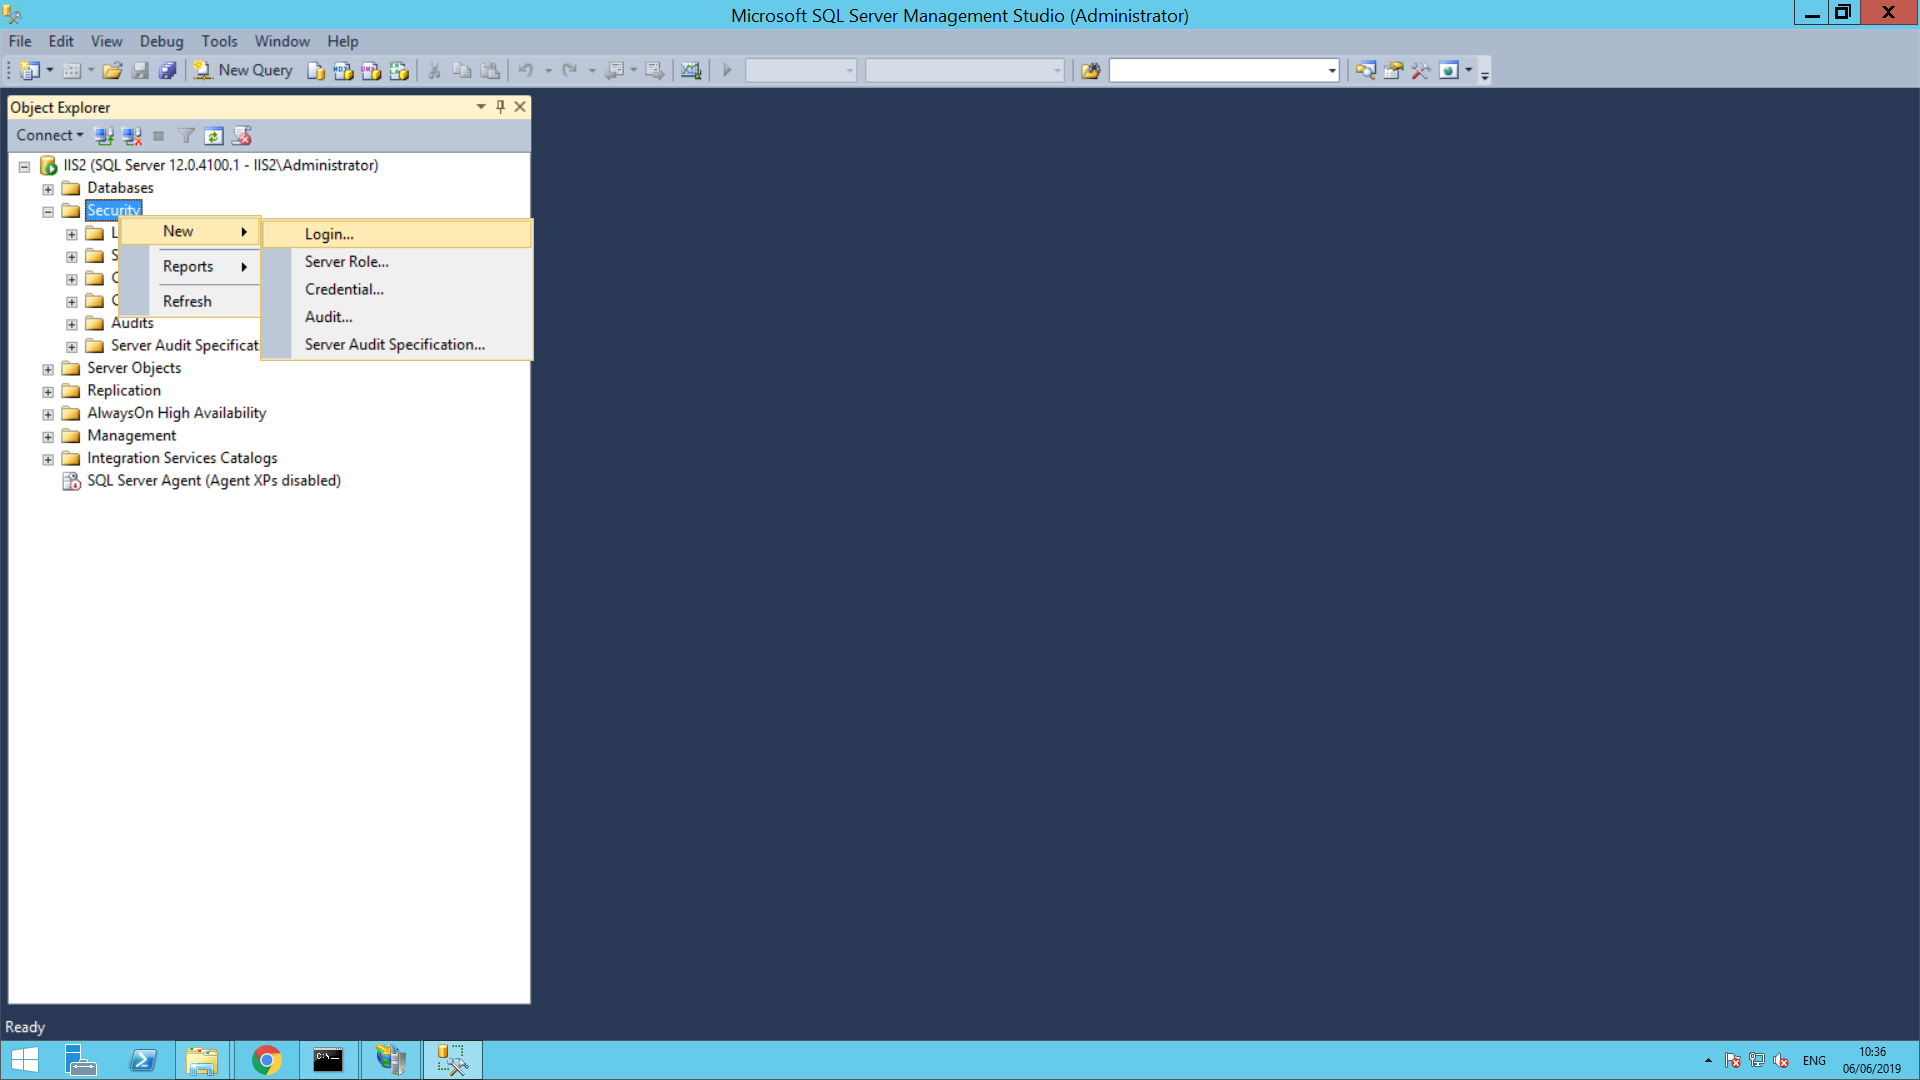 Microsoft SQL Server Management Studio (Administrator)
File Edit View Debug Tools Window Help
New Query
Object Explorer
Connect
IIS2 (SQL Server 12.0.4100.1 - IIS2\Administrator)
Databases
Security
New
Login...
Server Role...
Reports
Credential...
Refresh
Audit...
Audits
Server Audit Specificat
Server Audit Specification...
Server Objects
Replication
AlwaysOn High Availability
Management
Integration Services Catalogs
SQL Server Agent (Agent XPs disabled)
Ready
ENG
10:36
06/06/2019